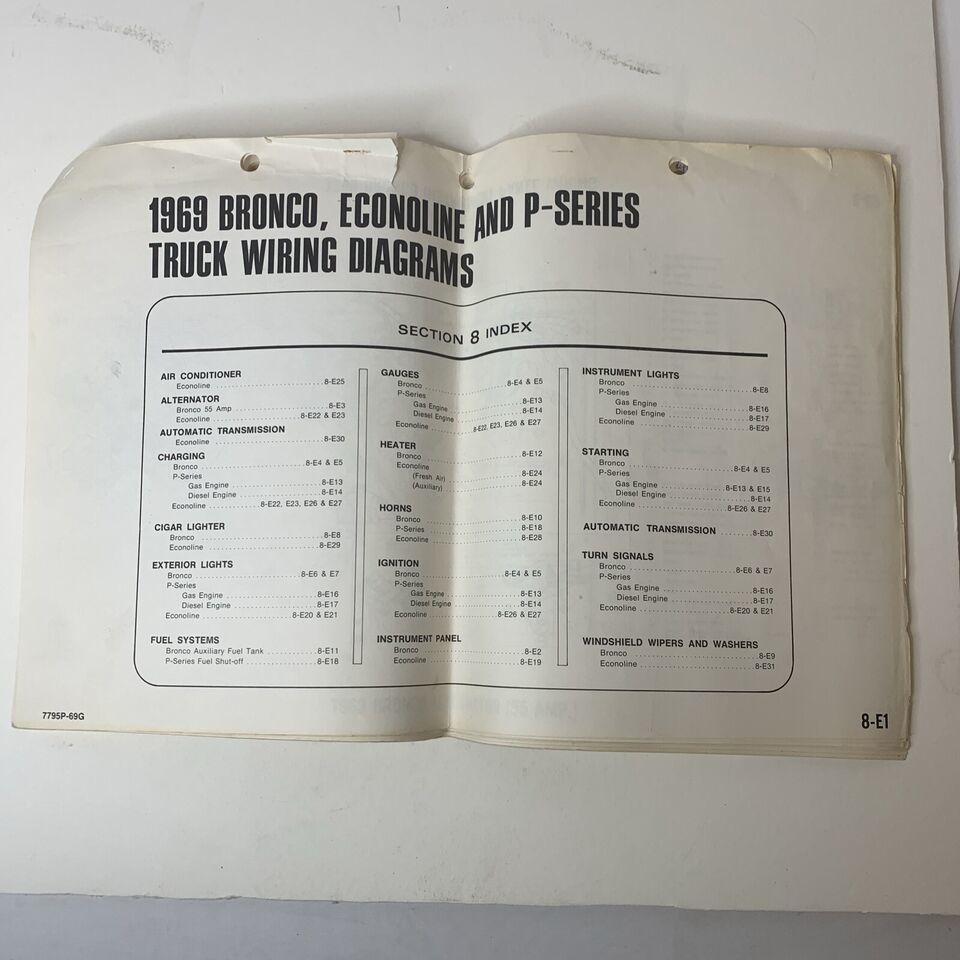 1969 BRONCO, ECONOLINE AND P-SERIES
TRUCK WIRING DIAGRAMS
SECTION 8 INDEX
AIR CONDITIONER
Econoline ........................ 8-E25
ALTERNATOR
Bronco 55 Amp ..................... 8-E3
Econoline .................. 8-E22 & E23
AUTOMATIC TRANSMISSION
Econoline ........................ 8-E30
CHARGING
Bronco ....................... 8-E4 & E5
P-Series
Gas Engine ....................... 8-E13
Diesel Engine .................... 8-E14
Econoline ........ 8-E22, E23, E26 & E27
CIGAR LIGHTER
Bronco ............................ 8-E8
Econoline ........................ 8-E29
EXTERIOR LIGHTS
Bronco ....................... 8-E6 & E7
P-Series
Gas Engine ....................... 8-E16
Diesel Engine .................... 8-E17
Econoline .................. 8-E20 & E21
FUEL SYSTEMS
Bronco Auxiliary Fuel Tank ....... 8-E11
P-Series Fuel Shut-off ........... 8-E18
GAUGES
Bronco ....................... 8-E4 & E5
P-Series
Gas Engine ....................... 8-E13
Diesel Engine .................... 8-E14
Econoline ........ 8-E22, E23, E26 & E27
HEATER
Bronco ........................... 8-E12
Econoline
(Fresh Air) ...................... 8-E24
(Auxiliary) ...................... 8-E24
HORNS
Bronco ........................... 8-E10
P-Series ......................... 8-E18
Econoline ........................ 8-E28
IGNITION
Bronco ....................... 8-E4 & E5
P-Series
Gas Engine ....................... 8-E13
Diesel Engine .................... 8-E14
Econoline .................. 8-E26 & E27
INSTRUMENT PANEL
Bronco ............................ 8-E2
Econoline ........................ 8-E19
INSTRUMENT LIGHTS
Bronco ............................ 8-E8
P-Series
Gas Engine ....................... 8-E16
Diesel Engine .................... 8-E17
Econoline ........................ 8-E29
STARTING
Bronco ....................... 8-E4 & E5
P-Series
Gas Engine ................. 8-E13 & E15
Diesel Engine .................... 8-E14
Econoline .................. 8-E26 & E27
AUTOMATIC TRANSMISSION ........... 8-E30
TURN SIGNALS
Bronco ....................... 8-E6 & E7
P-Series
Gas Engine ....................... 8-E16
Diesel Engine .................... 8-E17
Econoline .................. 8-E20 & E21
WINDSHIELD WIPERS AND WASHERS
Bronco ............................ 8-E9
Econoline ........................ 8-E31
7795P-69G
8-E1